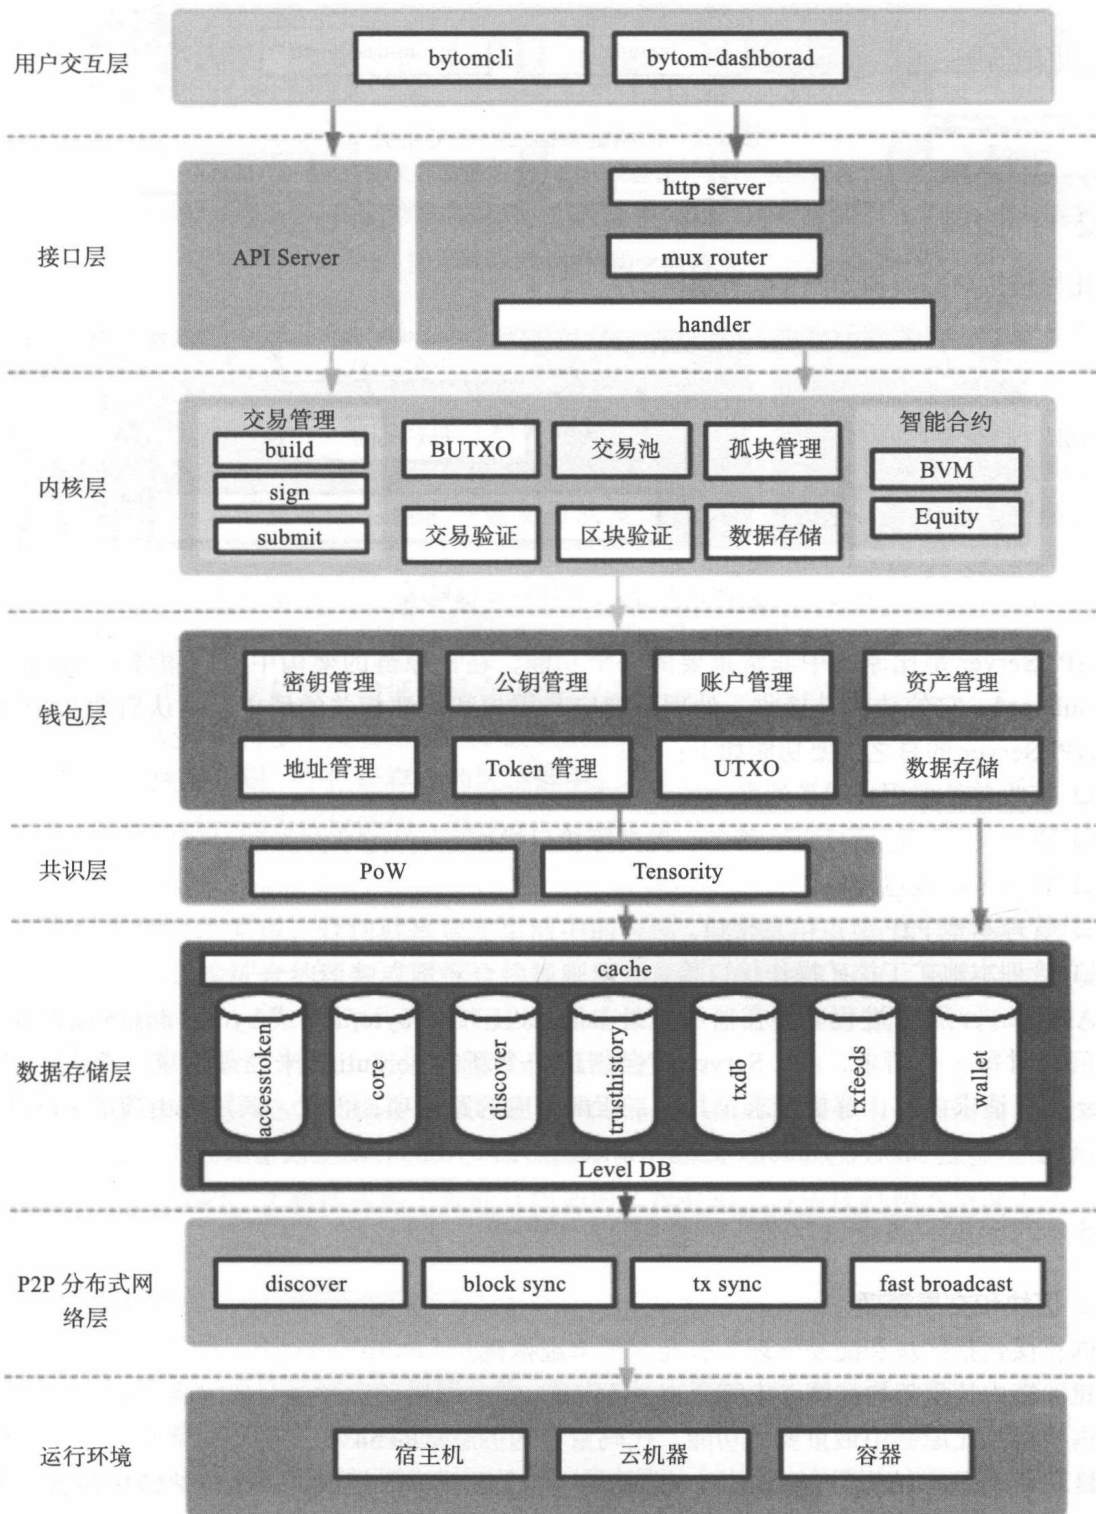 用户交互层
bytomcli
bytom-dashborad
接口层
API Server
http server
mux router
handler
内核层
交易管理
build
sign
submit
BUTXO
交易池
孤块管理
交易验证
区块验证
数据存储
智能合约
BVM
Equity
钱包层
密钥管理
公钥管理
账户管理
资产管理
地址管理
Token 管理
UTXO
数据存储
共识层
PoW
Tensority
数据存储层
cache
accesstoken
core
discover
trusthistory
txdb
txfeeds
wallet
Level DB
P2P 分布式网
络层
discover
block sync
tx sync
fast broadcast
运行环境
宿主机
云机器
容器